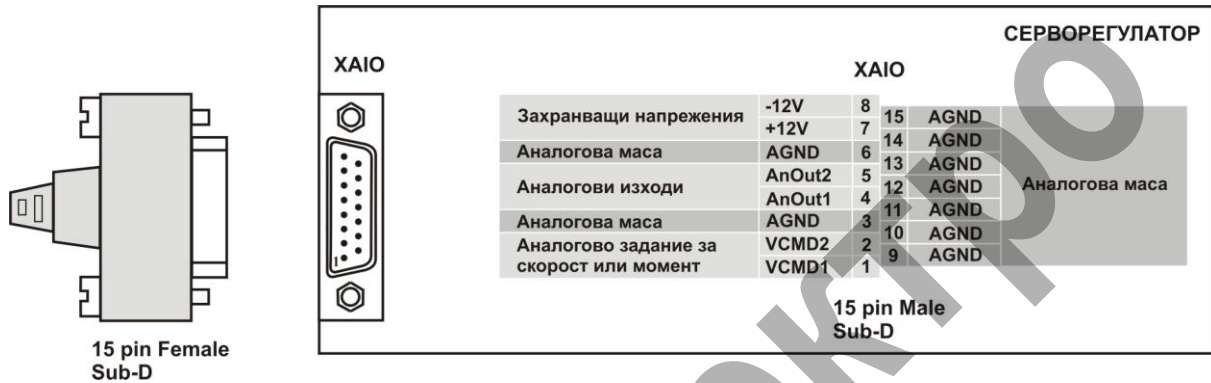 СЕРВОРЕГУЛАТОР
XAIO
XAIO
Захранващи напрежения
-12V 8
+12V 7
Аналогова маса AGND 6
Аналогови изходи
AnOut2 5
AnOut1 4
Аналогова маса AGND 3
Аналогово задание за
скорост или момент
VCMD2 2
VCMD1 1
15 AGND
14 AGND
13 AGND
12 AGND
11 AGND
10 AGND
9 AGND
Аналогова маса
1
15 pin Male
Sub-D
15 pin Female
Sub-D